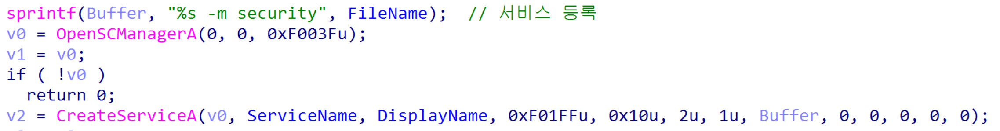 sprintf(Buffer, "%s -m security", FileName);  // 서비스 등록
v0 = OpenSCManagerA(0, 0, 0xF003Fu);
v1 = v0;
if ( !v0 )
  return 0;
v2 = CreateServiceA(v0, ServiceName, DisplayName, 0xF01FFu, 0x10u, 2u, 1u, Buffer, 0, 0, 0, 0, 0);